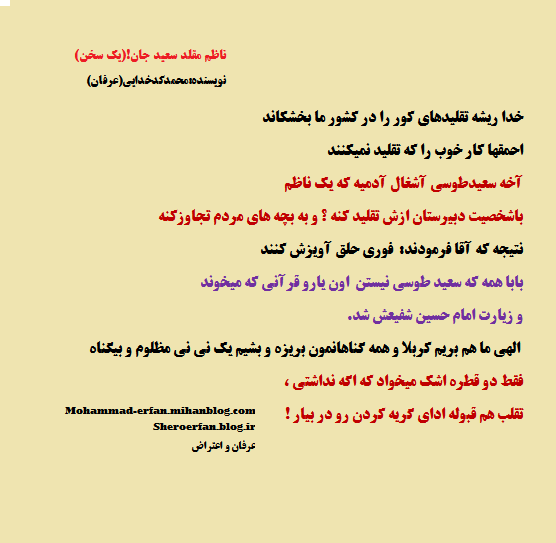 ناظم مقلد سعید جان!(یک سخن)
نویسنده:محمدکدخدایی(عرفان)
خدا ریشه تقلیدهای کور را در کشور ما بخشکاند
احمقها کار خوب را که تقلید نمیکنند
آخه سعیدطوسی آشغال آدمیه که یک ناظم
باشخصیت دبیرستان ازش تقلید کنه ؟ و به بچه های مردم تجاوزکنه
نتیجه که آقا فرمودند: فوری حلق آویزش کنند
بابا همه که سعید طوسی نیستن اون یارو قرآنی که میخوند
و زیارت امام حسین شفیعش شد.
الهی ما هم بریم کربلا و همه گناهانمون بریزه و بشیم یک نی نی مظلوم و بیگناه
فقط دو قطره اشک میخواد که اگه نداشتی ،
تقلب هم قبوله ادای گریه کردن رو در بیار !
Mohammad-erfan.mihanblog.com
Sheroerfan.blog.ir
عرفان و اعتراض